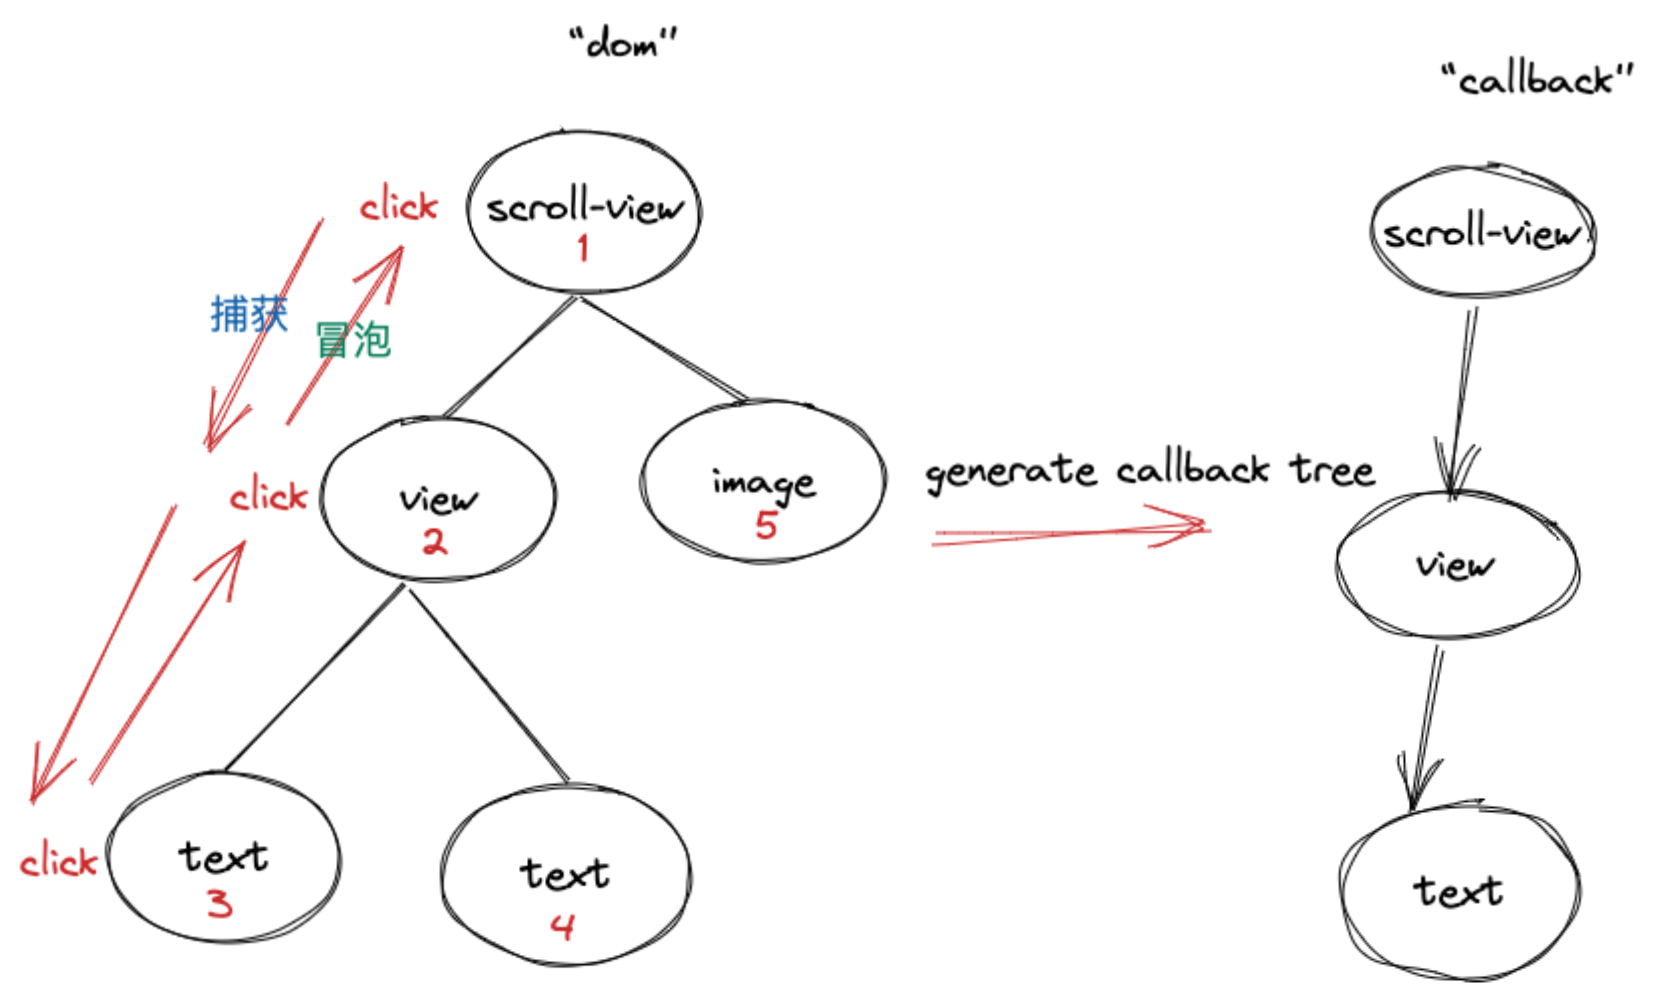 “dom”
“callback”
click
scroll-view
1
scroll-view
捕获
冒泡
click
view
2
image
5
generate callback tree
view
click
text
3
text
4
text